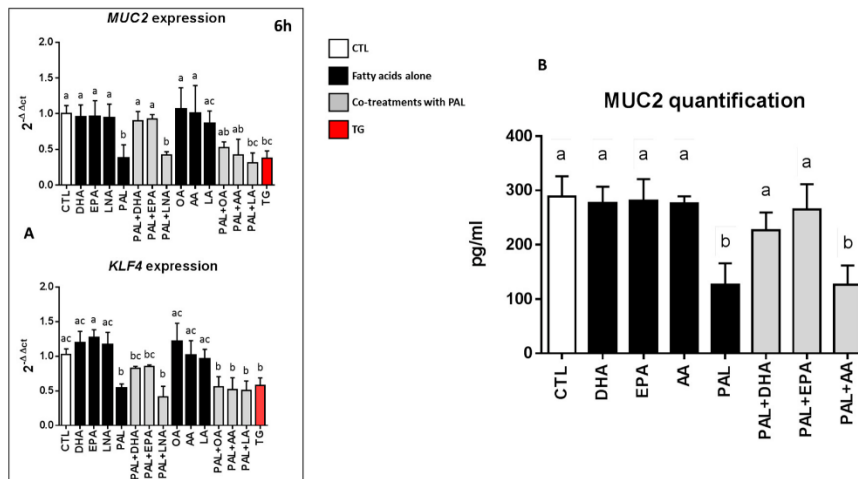 MUC2 expression
6h
2^-ΔΔct
1.5
1.0
0.5
0.0
a a a a b a a b a a ac ab ab bc bc
CTL DHA EPA LNA PAL PAL+DHA PAL+EPA PAL+LNA OA AA LA PAL+OA PAL+AA PAL+LA TG
A
KLF4 expression
2^-ΔΔct
2.0
1.5
1.0
0.5
0.0
ac ac a ac b bc bc b ac ac ac b b b b
CTL DHA EPA LNA PAL PAL+DHA PAL+EPA PAL+LNA OA AA LA PAL+OA PAL+AA PAL+LA TG
CTL
Fatty acids alone
Co-treatments with PAL
TG
B
MUC2 quantification
pg/ml
400
300
200
100
0
a a a a b a a b
CTL DHA EPA AA PAL PAL+DHA PAL+EPA PAL+AA